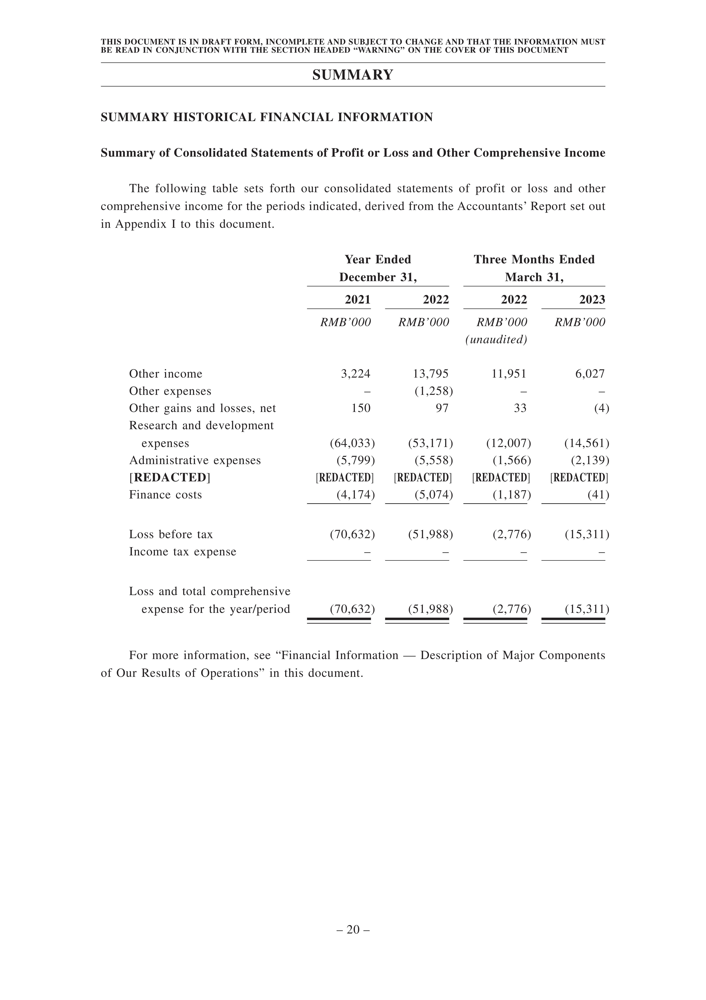 THIS DOCUMENT IS IN DRAFT FORM, INCOMPLETE AND SUBJECT TO CHANGE AND THAT THE INFORMATION MUST
BE READ IN CONJUNCTION WITH THE SECTION HEADED “WARNING” ON THE COVER OF THIS DOCUMENT
SUMMARY
SUMMARY HISTORICAL FINANCIAL INFORMATION
Summary of Consolidated Statements of Profit or Loss and Other Comprehensive Income
The following table sets forth our consolidated statements of profit or loss and other
comprehensive income for the periods indicated, derived from the Accountants’ Report set out
in Appendix I to this document.
Year Ended Three Months Ended
December 31, March 31,
2021 2022 2022 2023
RMB’000 RMB’000 RMB’000 RMB’000
(unaudited)
Other income 3,224 13,795 11,951 6,027
Other expenses – (1,258) – –
Other gains and losses, net 150 97 33 (4)
Research and development
expenses (64,033) (53,171) (12,007) (14,561)
Administrative expenses (5,799) (5,558) (1,566) (2,139)
[REDACTED] [REDACTED] [REDACTED] [REDACTED] [REDACTED]
Finance costs (4,174) (5,074) (1,187) (41)
Loss before tax (70,632) (51,988) (2,776) (15,311)
Income tax expense – – – –
Loss and total comprehensive
expense for the year/period (70,632) (51,988) (2,776) (15,311)
For more information, see “Financial Information — Description of Major Components
of Our Results of Operations” in this document.
– 20 –